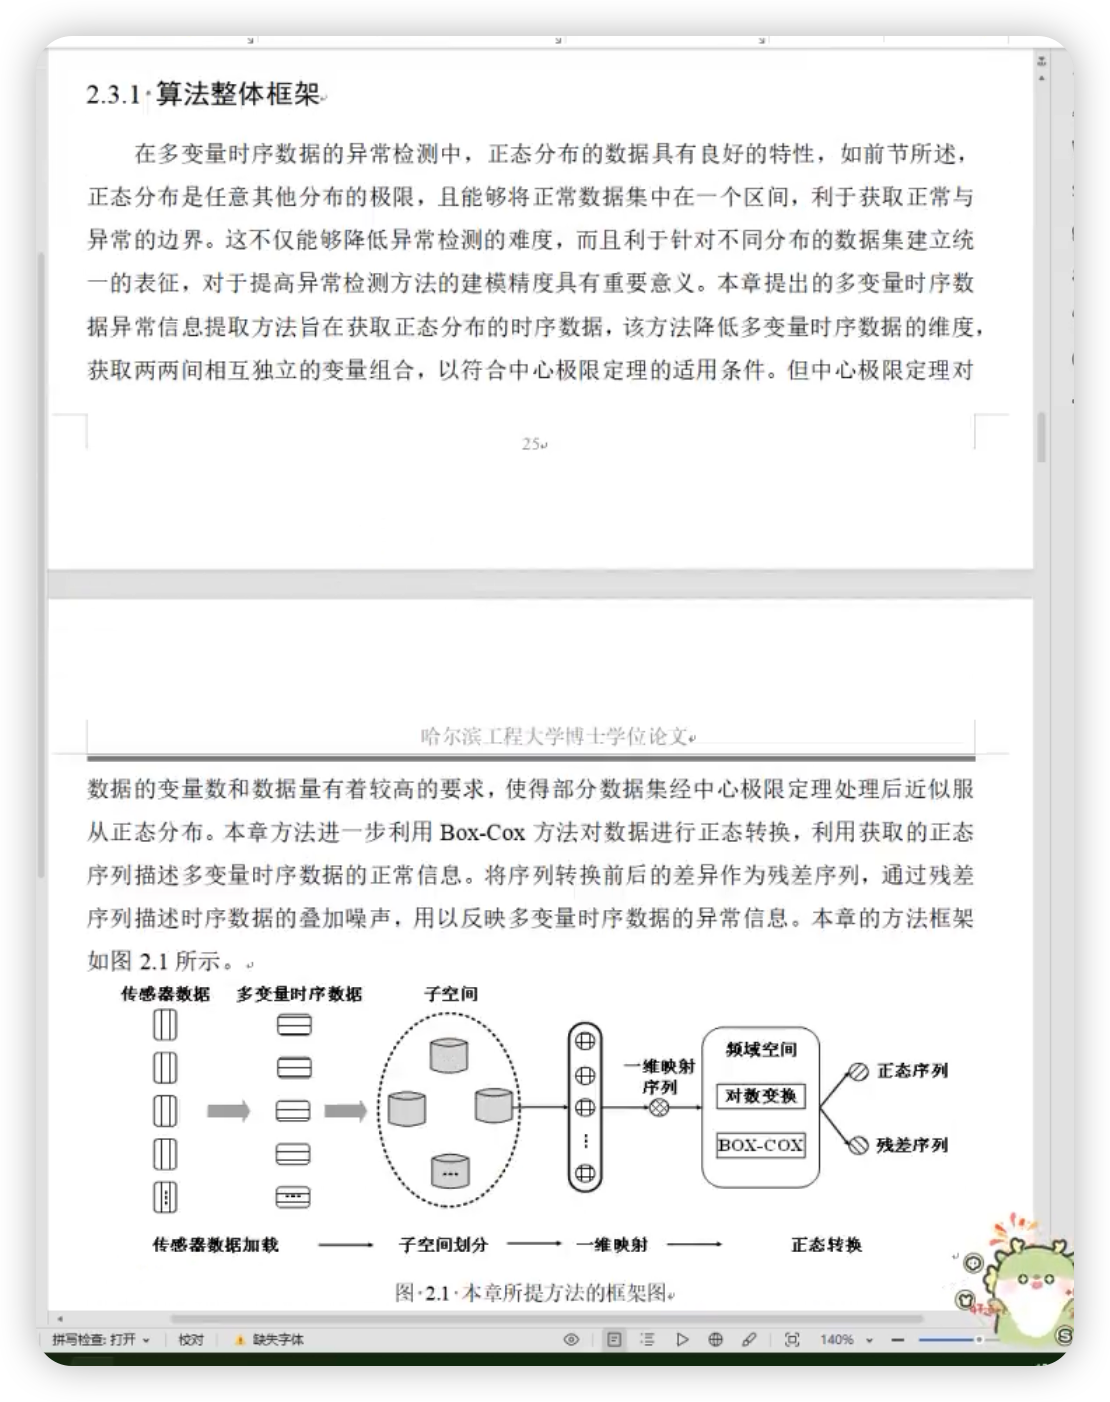 2.3.1 算法整体框架
在多变量时序数据的异常检测中，正态分布的数据具有良好的特性，如前节所述，
正态分布是任意其他分布的极限，且能够将正常数据集中在一个区间，利于获取正常与
异常的边界。这不仅能够降低异常检测的难度，而且利于针对不同分布的数据集建立统
一的表征，对于提高异常检测方法的建模精度具有重要意义。本章提出的多变量时序数
据异常信息提取方法旨在获取正态分布的时序数据，该方法降低多变量时序数据的维度，
获取两两间相互独立的变量组合，以符合中心极限定理的适用条件。但中心极限定理对
25
哈尔滨工程大学博士学位论文
数据的变量数和数据量有着较高的要求，使得部分数据集经中心极限定理处理后近似服
从正态分布。本章方法进一步利用 Box-Cox 方法对数据进行正态转换，利用获取的正态
序列描述多变量时序数据的正常信息。将序列转换前后的差异作为残差序列，通过残差
序列描述时序数据的叠加噪声，用以反映多变量时序数据的异常信息。本章的方法框架
如图 2.1 所示。
传感器数据 多变量时序数据 子空间
一维映射
序列
频域空间
对数变换
BOX-COX
正态序列
残差序列
传感器数据加载 子空间划分 一维映射 正态转换
图 2.1 本章所提方法的框架图
拼写检查: 打开 校对 缺失字体 140%